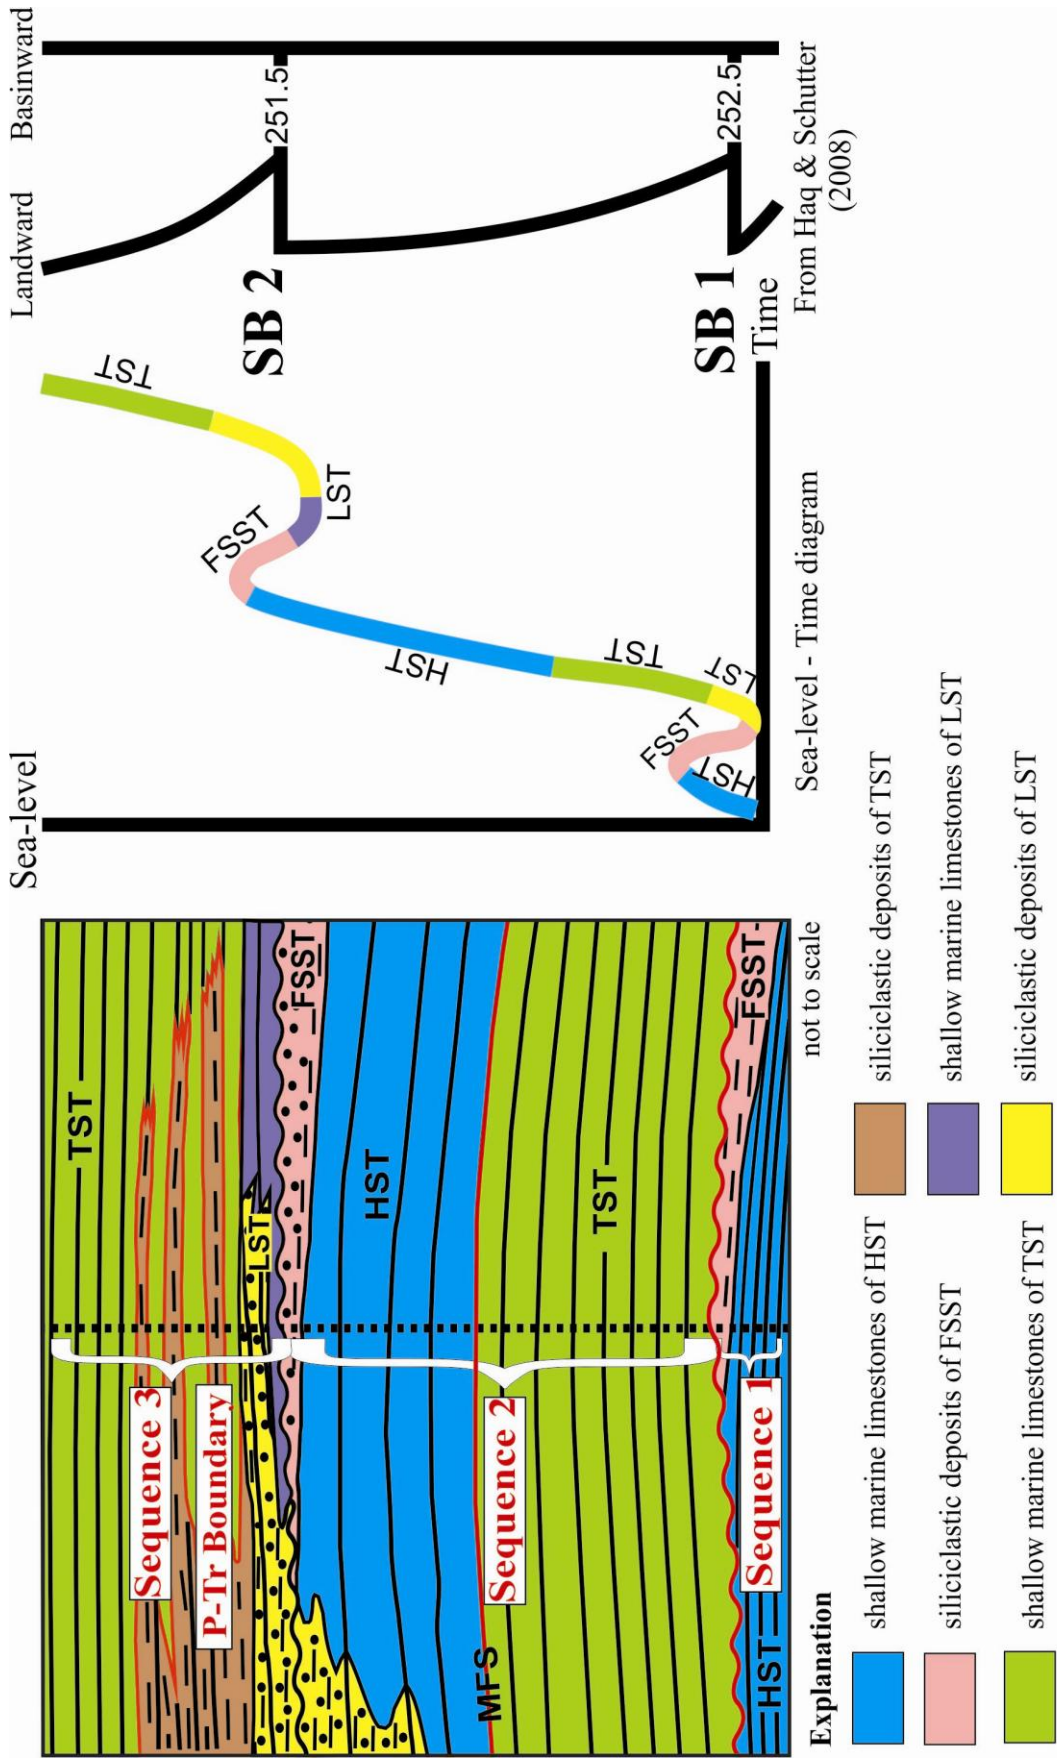 Sea-level
Landward
Basinward
TST
Sequence 3
P-Tr Boundary
LST
FSST
HST
Sequence 2
MFS
TST
Sequence 1
HST
FSST
not to scale
TST
FSST
LST
HST
TST
LST
FSST
HST
SB 2
251.5
SB 1
252.5
Time
Sea-level - Time diagram
From Haq & Schutter
(2008)
Explanation
shallow marine limestones of HST
siliciclastic deposits of TST
siliciclastic deposits of FSST
shallow marine limestones of LST
shallow marine limestones of TST
siliciclastic deposits of LST